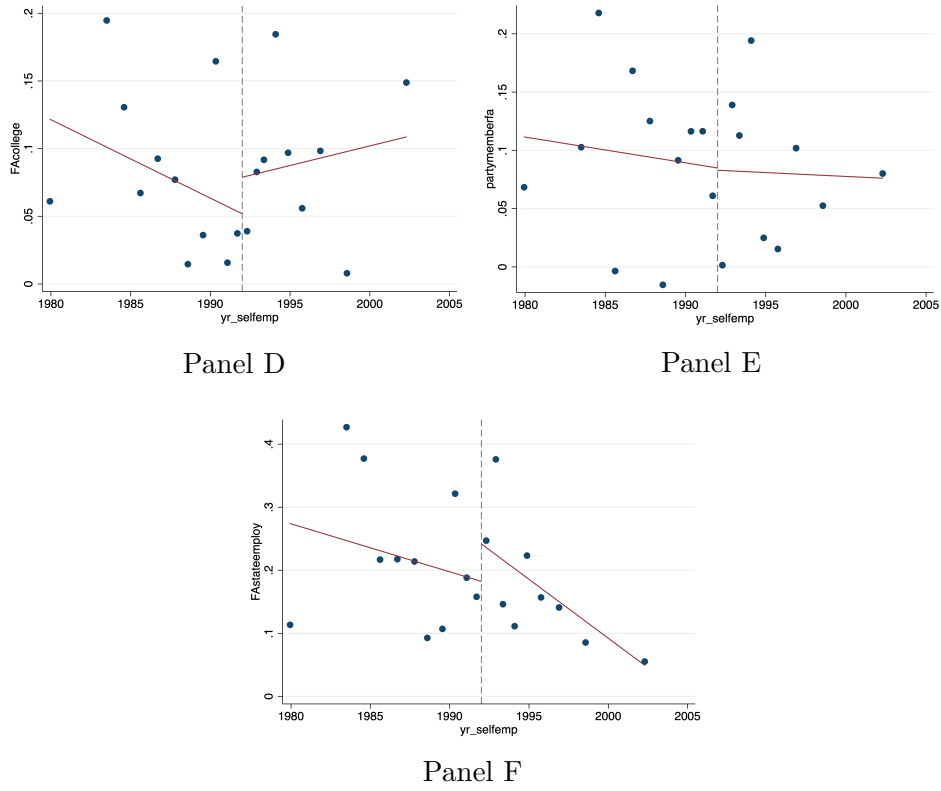 .2
.15
.1
.05
0
FAcollege
1980 1985 1990 1995 2000 2005
yr_selfemp
Panel D
.2
.15
.1
.05
0
partymemberfa
1980 1985 1990 1995 2000 2005
yr_selfemp
Panel E
.4
.3
.2
.1
0
FAstateemploy
1980 1985 1990 1995 2000 2005
yr_selfemp
Panel F